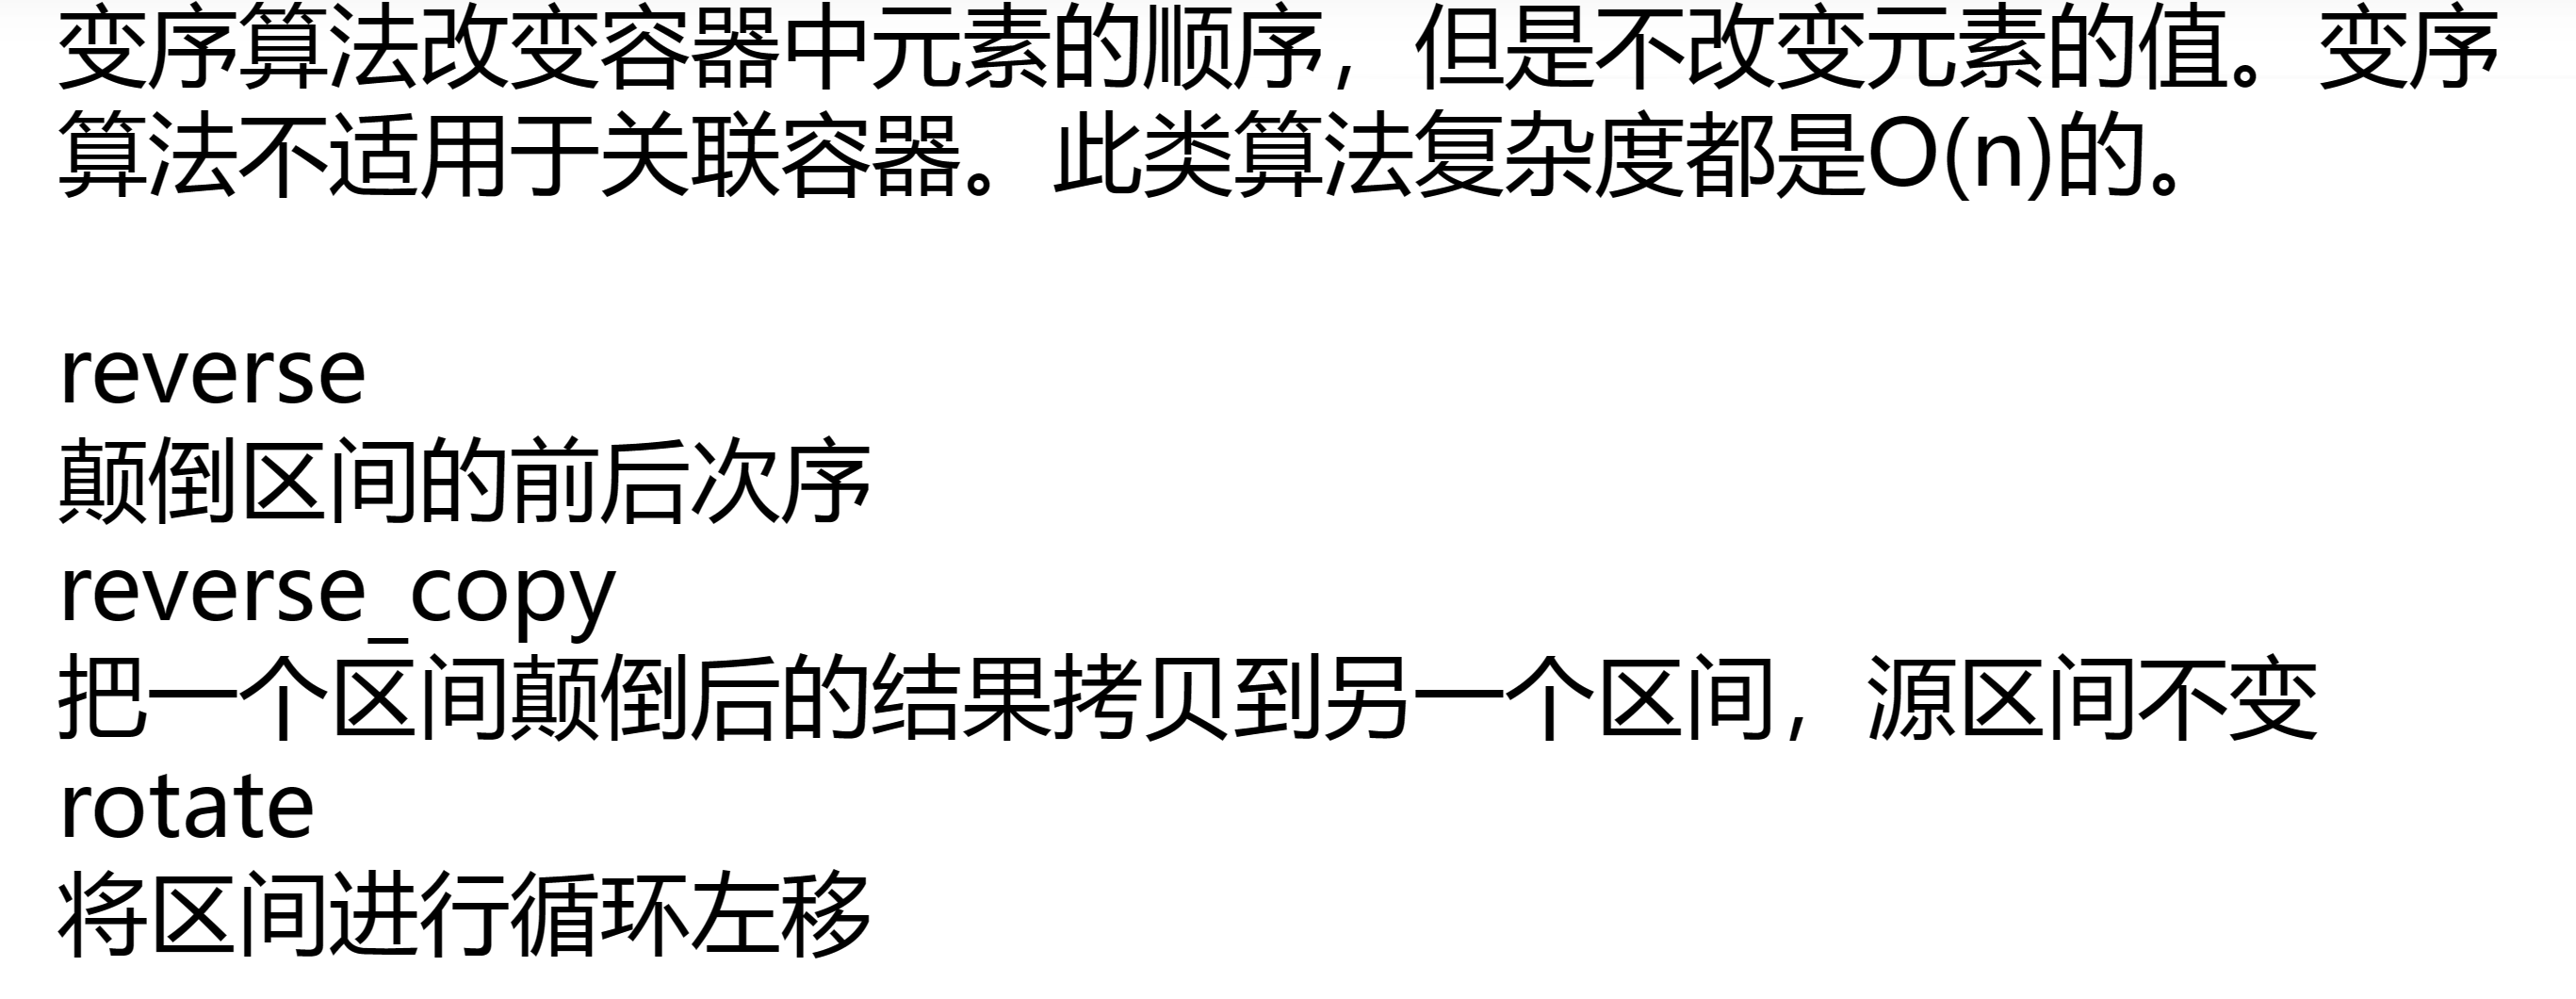 变序算法改变容器中元素的顺序，但是不改变元素的值。变序
算法不适用于关联容器。此类算法复杂度都是O(n)的。
reverse
颠倒区间的前后次序
reverse_copy
把一个区间颠倒后的结果拷贝到另一个区间，源区间不变
rotate
将区间进行循环左移